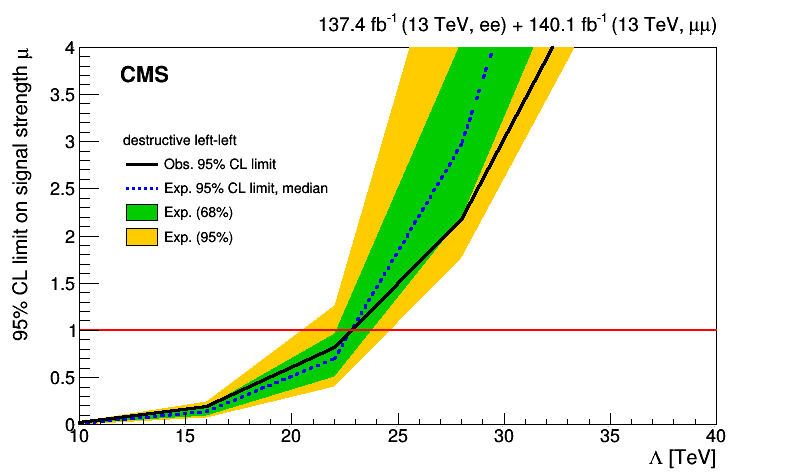 137.4 fb⁻¹ (13 TeV, ee) + 140.1 fb⁻¹ (13 TeV, μμ)
95% CL limit on signal strength μ
4
3.5
3
2.5
2
1.5
1
0.5
0
CMS
destructive left-left
Obs. 95% CL limit
Exp. 95% CL limit, median
Exp. (68%)
Exp. (95%)
10 15 20 25 30 35 40
Λ [TeV]